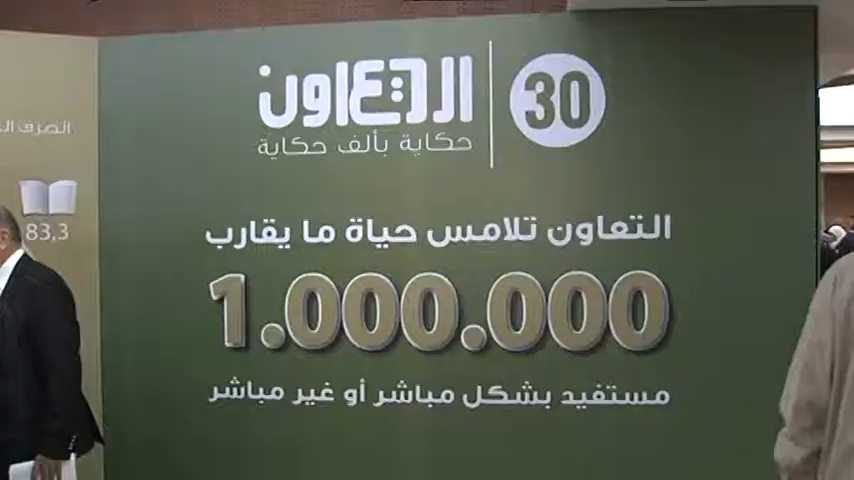 التعاون
30
حكاية بألف حكاية
التعاون تلامس حياة ما يقارب
1.000.000
مستفيد بشكل مباشر أو غير مباشر
83,3